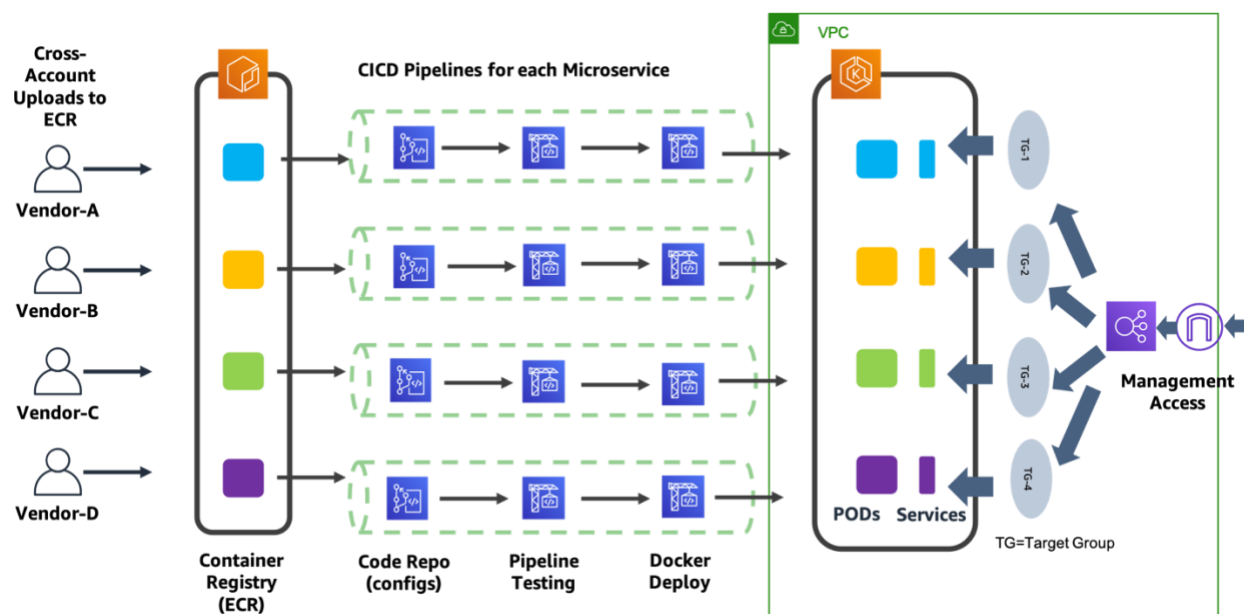 Cross-
Account
Uploads to
ECR
Vendor-A
Vendor-B
Vendor-C
Vendor-D
Container
Registry
(ECR)
CICD Pipelines for each Microservice
Code Repo
(configs)
Pipeline
Testing
Docker
Deploy
VPC
K
PODs
Services
TG-1
TG-2
TG-3
TG-4
TG=Target Group
Management
Access